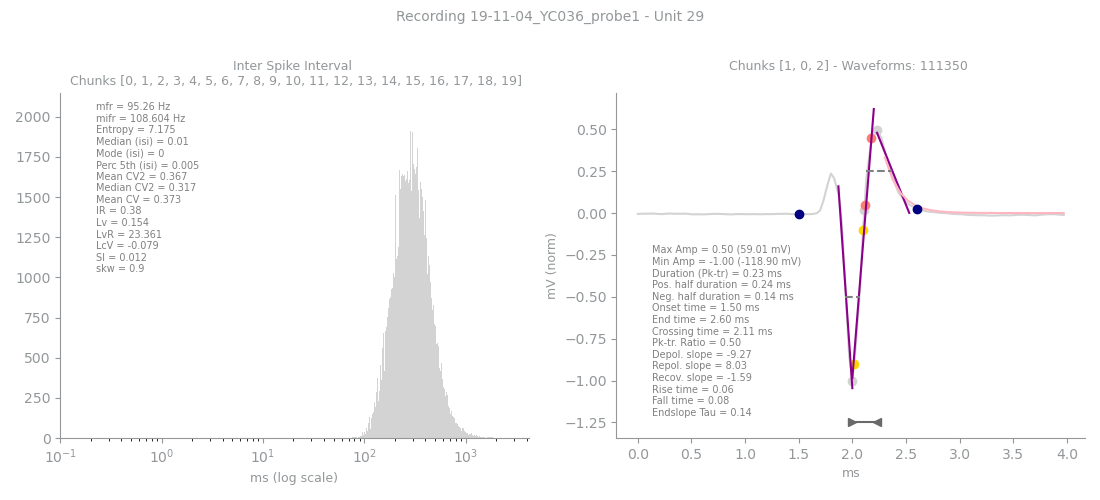 Recording 19-11-04_YC036_probe1 - Unit 29
Inter Spike Interval
Chunks [0, 1, 2, 3, 4, 5, 6, 7, 8, 9, 10, 11, 12, 13, 14, 15, 16, 17, 18, 19]
mfr = 95.26 Hz
mifr = 108.604 Hz
Entropy = 7.175
Median (isi) = 0.01
Mode (isi) = 0
Perc 5th (isi) = 0.005
Mean CV2 = 0.367
Median CV2 = 0.317
Mean CV = 0.373
IR = 0.38
Lv = 0.154
LvR = 23.361
LcV = -0.079
SI = 0.012
skw = 0.9
2000
1750
1500
1250
1000
750
500
250
0
10⁻¹
10⁰
10¹
10²
10³
ms (log scale)
Chunks [1, 0, 2] - Waveforms: 111350
mV (norm)
0.50
0.25
0.00
−0.25
−0.50
−0.75
−1.00
−1.25
Max Amp = 0.50 (59.01 mV)
Min Amp = -1.00 (-118.90 mV)
Duration (Pk-tr) = 0.23 ms
Pos. half duration = 0.24 ms
Neg. half duration = 0.14 ms
Onset time = 1.50 ms
End time = 2.60 ms
Crossing time = 2.11 ms
Pk-tr. Ratio = 0.50
Depol. slope = -9.27
Repol. slope = 8.03
Recov. slope = -1.59
Rise time = 0.06
Fall time = 0.08
Endslope Tau = 0.14
0.0
0.5
1.0
1.5
2.0
2.5
3.0
3.5
4.0
ms